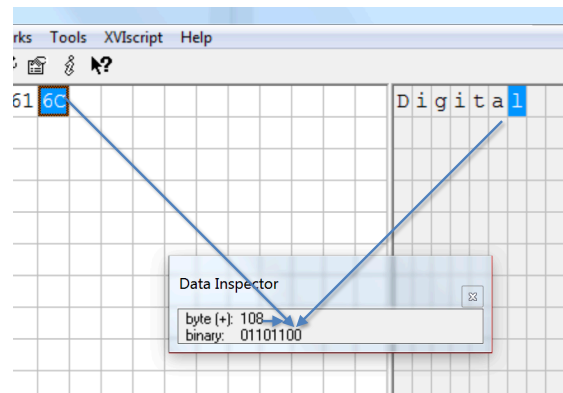 rks Tools XVIscript Help
61 6C Digital
Data Inspector
byte (+): 108
binary: 01101100